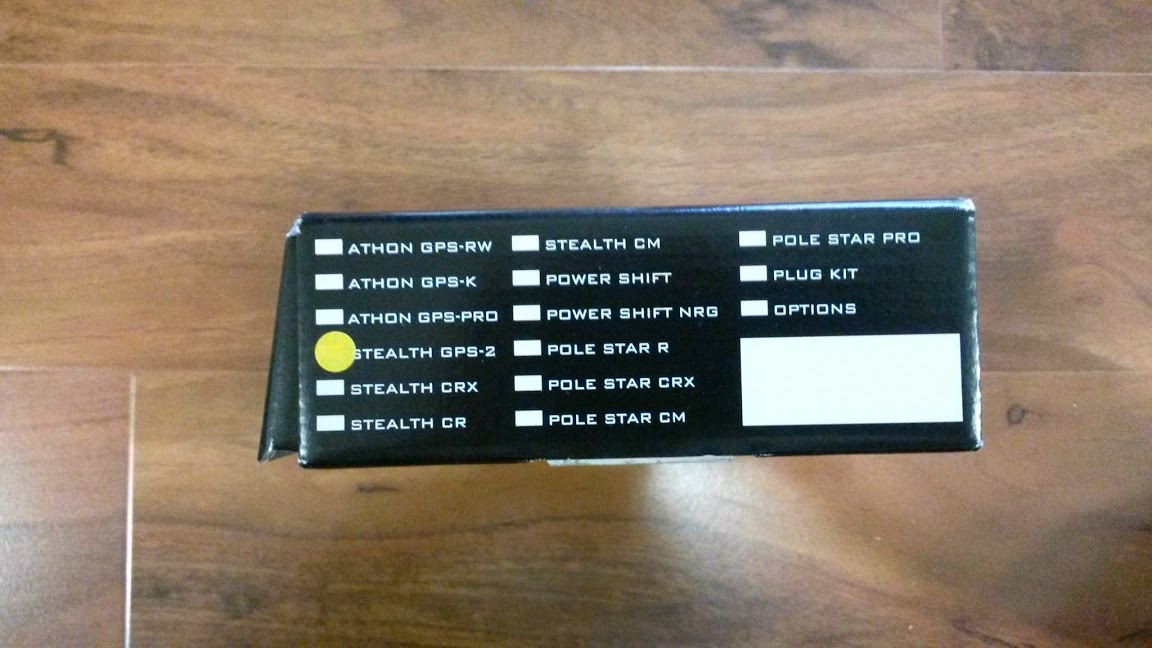 ATHON GPS-RW
ATHON GPS-K
ATHON GPS-PRO
STEALTH GPS-2
STEALTH CRX
STEALTH CR
STEALTH CM
POWER SHIFT
POWER SHIFT NRG
POLE STAR R
POLE STAR CRX
POLE STAR CM
POLE STAR PRO
PLUG KIT
OPTIONS